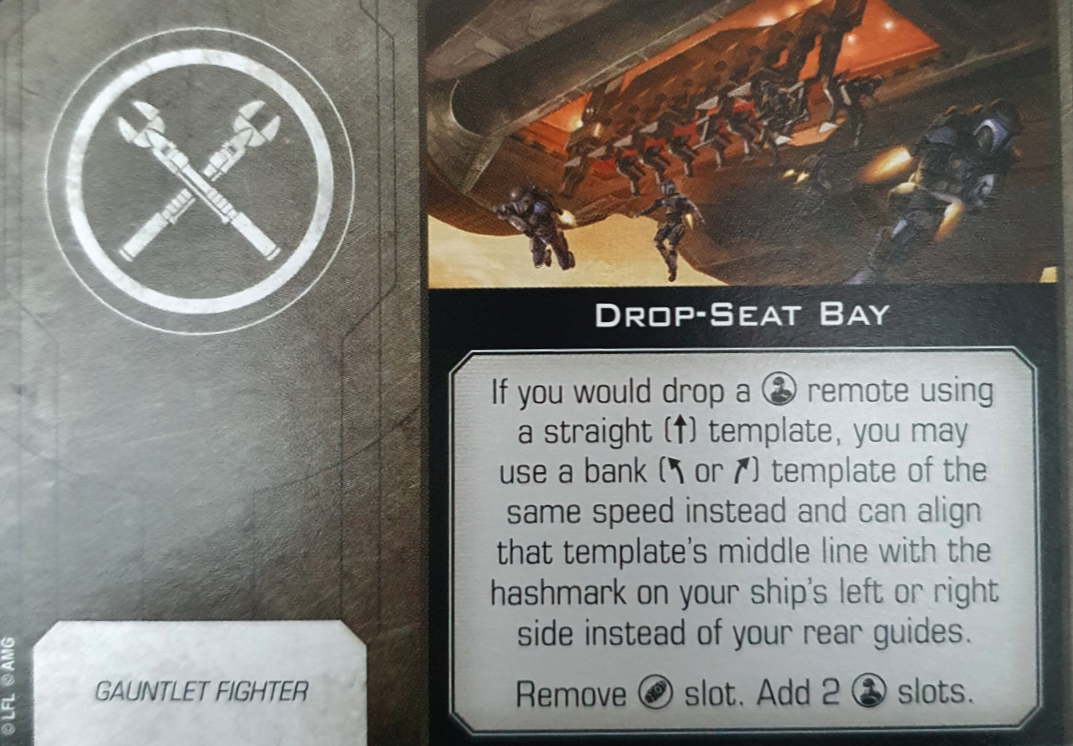 DROP-SEAT BAY
If you would drop a remote using
a straight (↑) template, you may
use a bank (↖ or ↗) template of the
same speed instead and can align
that template's middle line with the
hashmark on your ship's left or right
side instead of your rear guides.
Remove slot. Add 2 slots.
GAUNTLET FIGHTER
©LFL ©AMG